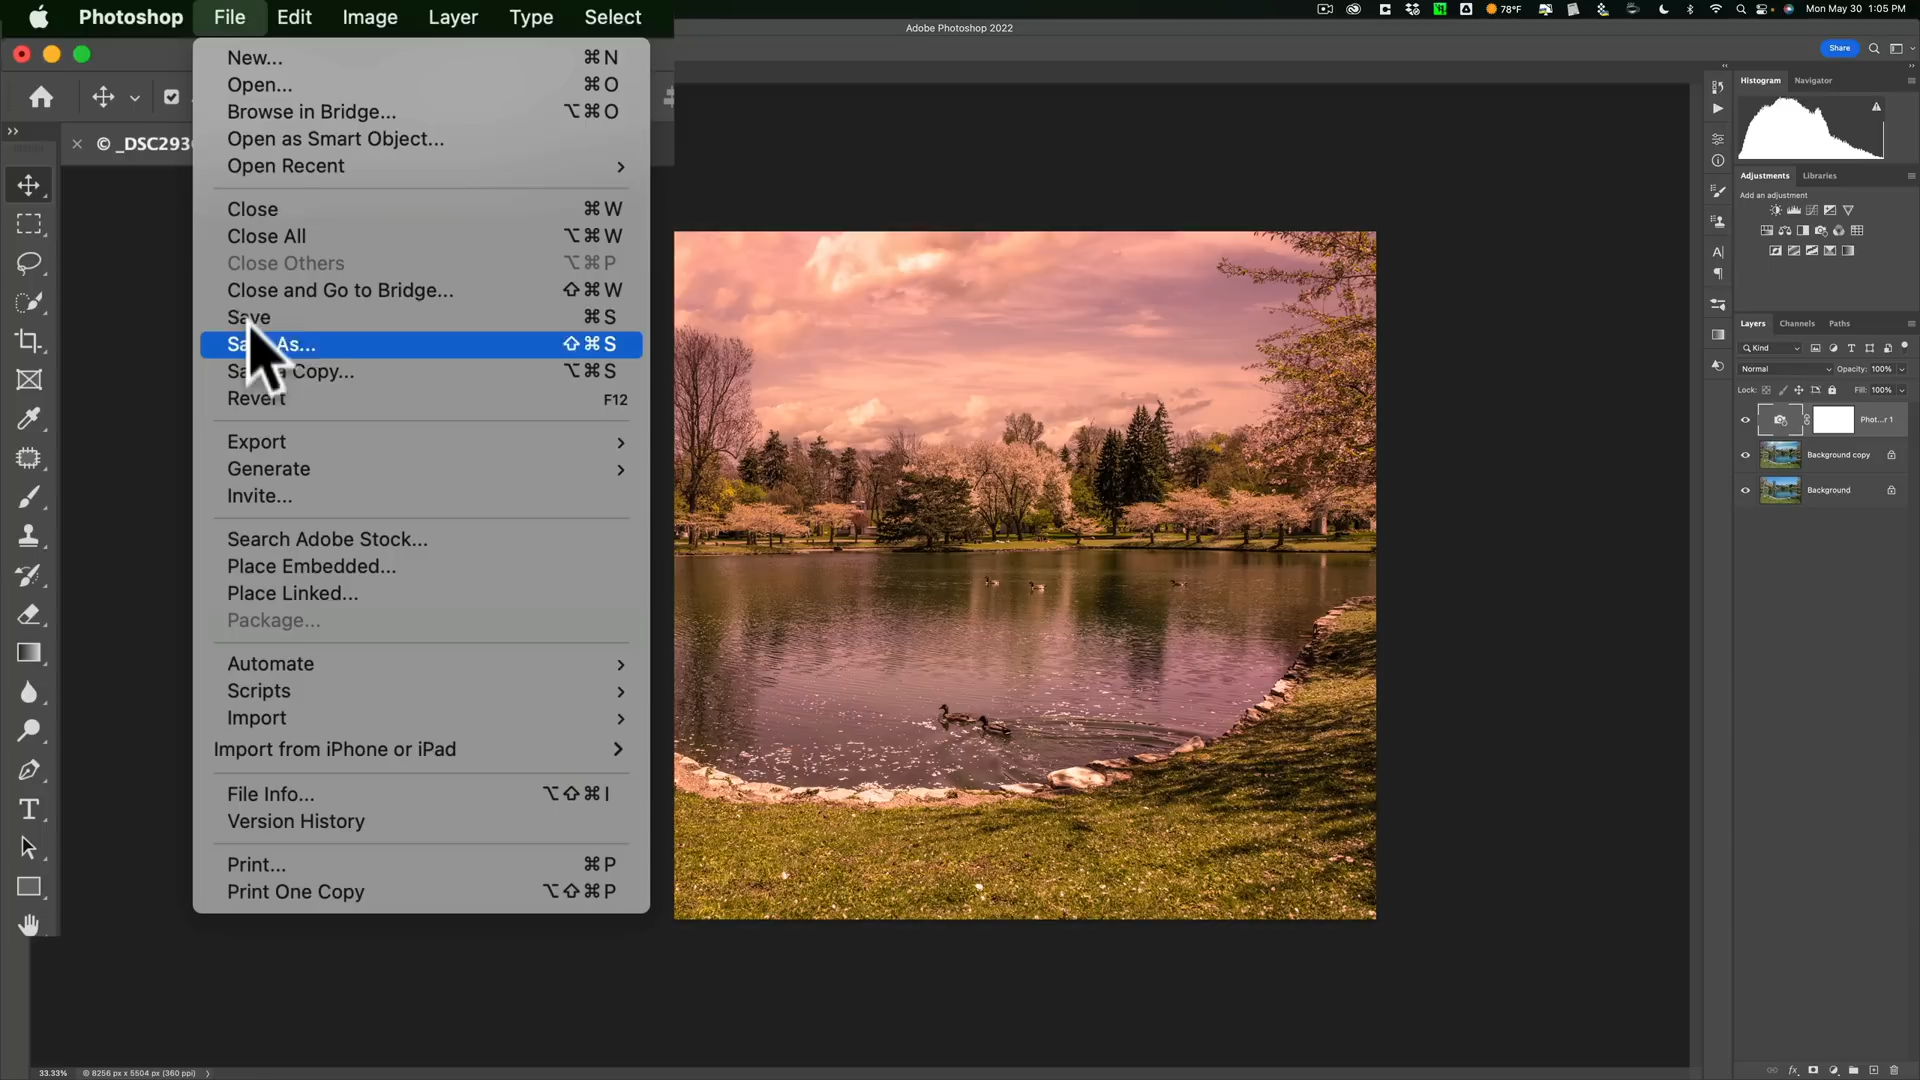 Photoshop File Edit Image Layer Type Select
78°F Mon May 30 1:05 PM
Adobe Photoshop 2022
Share
New... ⌘N
Open... ⌘O
Browse in Bridge... ⌥⌘O
Open as Smart Object...
Open Recent
© _DSC293
Close ⌘W
Close All ⌥⌘W
Close Others ⌥⌘P
Close and Go to Bridge... ⇧⌘W
Save ⌘S
As... ⇧⌘S
Copy... ⌥⌘S
Revert F12
Export
Generate
Invite...
Search Adobe Stock...
Place Embedded...
Place Linked...
Package...
Automate
Scripts
Import
Import from iPhone or iPad
File Info... ⌥⇧⌘I
Version History
Print... ⌘P
Print One Copy ⌥⇧⌘P
Histogram Navigator
Adjustments Libraries
Add an adjustment
Layers Channels Paths
Kind
Normal Opacity: 100%
Lock: Fill: 100%
Phot...r 1
Background copy
Background
33.33% 8256 px x 5504 px (360 ppi)